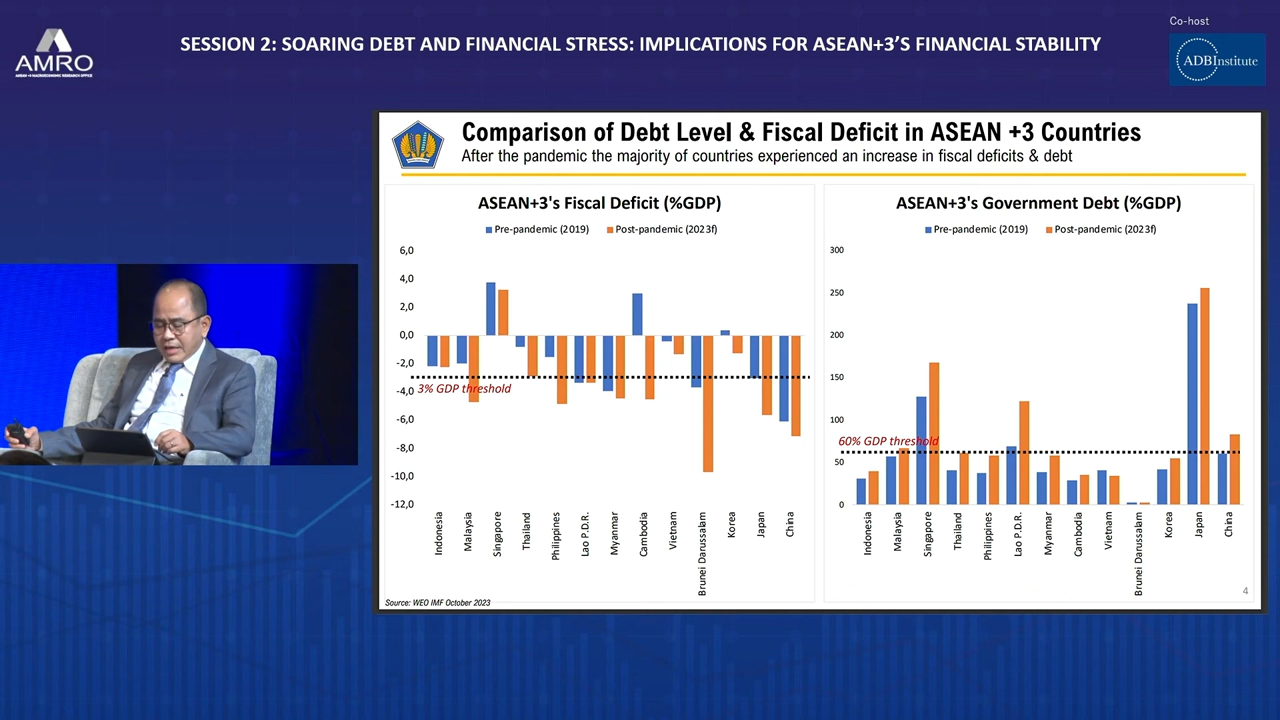 Co-host
AMRO
ASEAN+3 MACROECONOMIC RESEARCH OFFICE
SESSION 2: SOARING DEBT AND FINANCIAL STRESS: IMPLICATIONS FOR ASEAN+3’S FINANCIAL STABILITY
ADBInstitute
Comparison of Debt Level & Fiscal Deficit in ASEAN +3 Countries
After the pandemic the majority of countries experienced an increase in fiscal deficits & debt
ASEAN+3's Fiscal Deficit (%GDP)
Pre-pandemic (2019) Post-pandemic (2023f)
6,0
4,0
2,0
0,0
-2,0
-4,0
-6,0
-8,0
-10,0
-12,0
3% GDP threshold
Indonesia
Malaysia
Singapore
Thailand
Philippines
Lao P.D.R.
Myanmar
Cambodia
Vietnam
Brunei Darussalam
Korea
Japan
China
Source: WEO IMF October 2023
ASEAN+3's Government Debt (%GDP)
Pre-pandemic (2019) Post-pandemic (2023f)
300
250
200
150
100
50
0
60% GDP threshold
Indonesia
Malaysia
Singapore
Thailand
Philippines
Lao P.D.R.
Myanmar
Cambodia
Vietnam
Brunei Darussalam
Korea
Japan
China
4